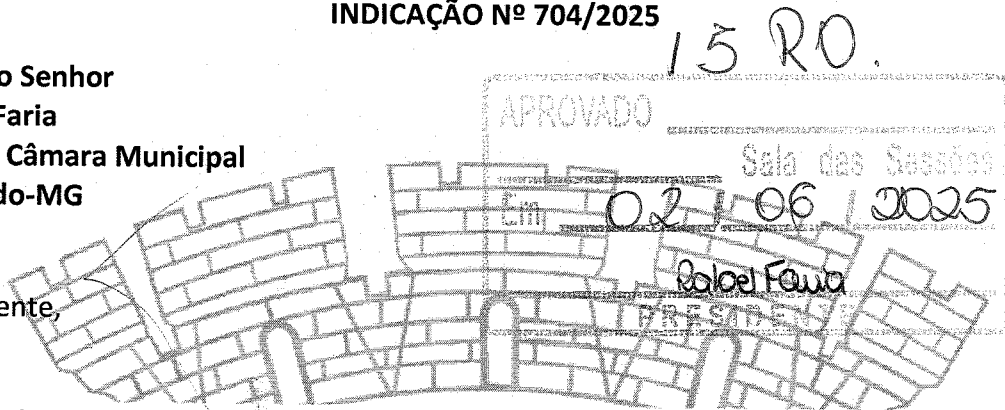 INDICAÇÃO Nº 704/2025
15 RO.
o Senhor
Faria
Câmara Municipal
do-MG
APROVADO
Sala das Sessões
Em 02 / 06 / 2025
Rafael Faria
PRESIDENTE
ente,